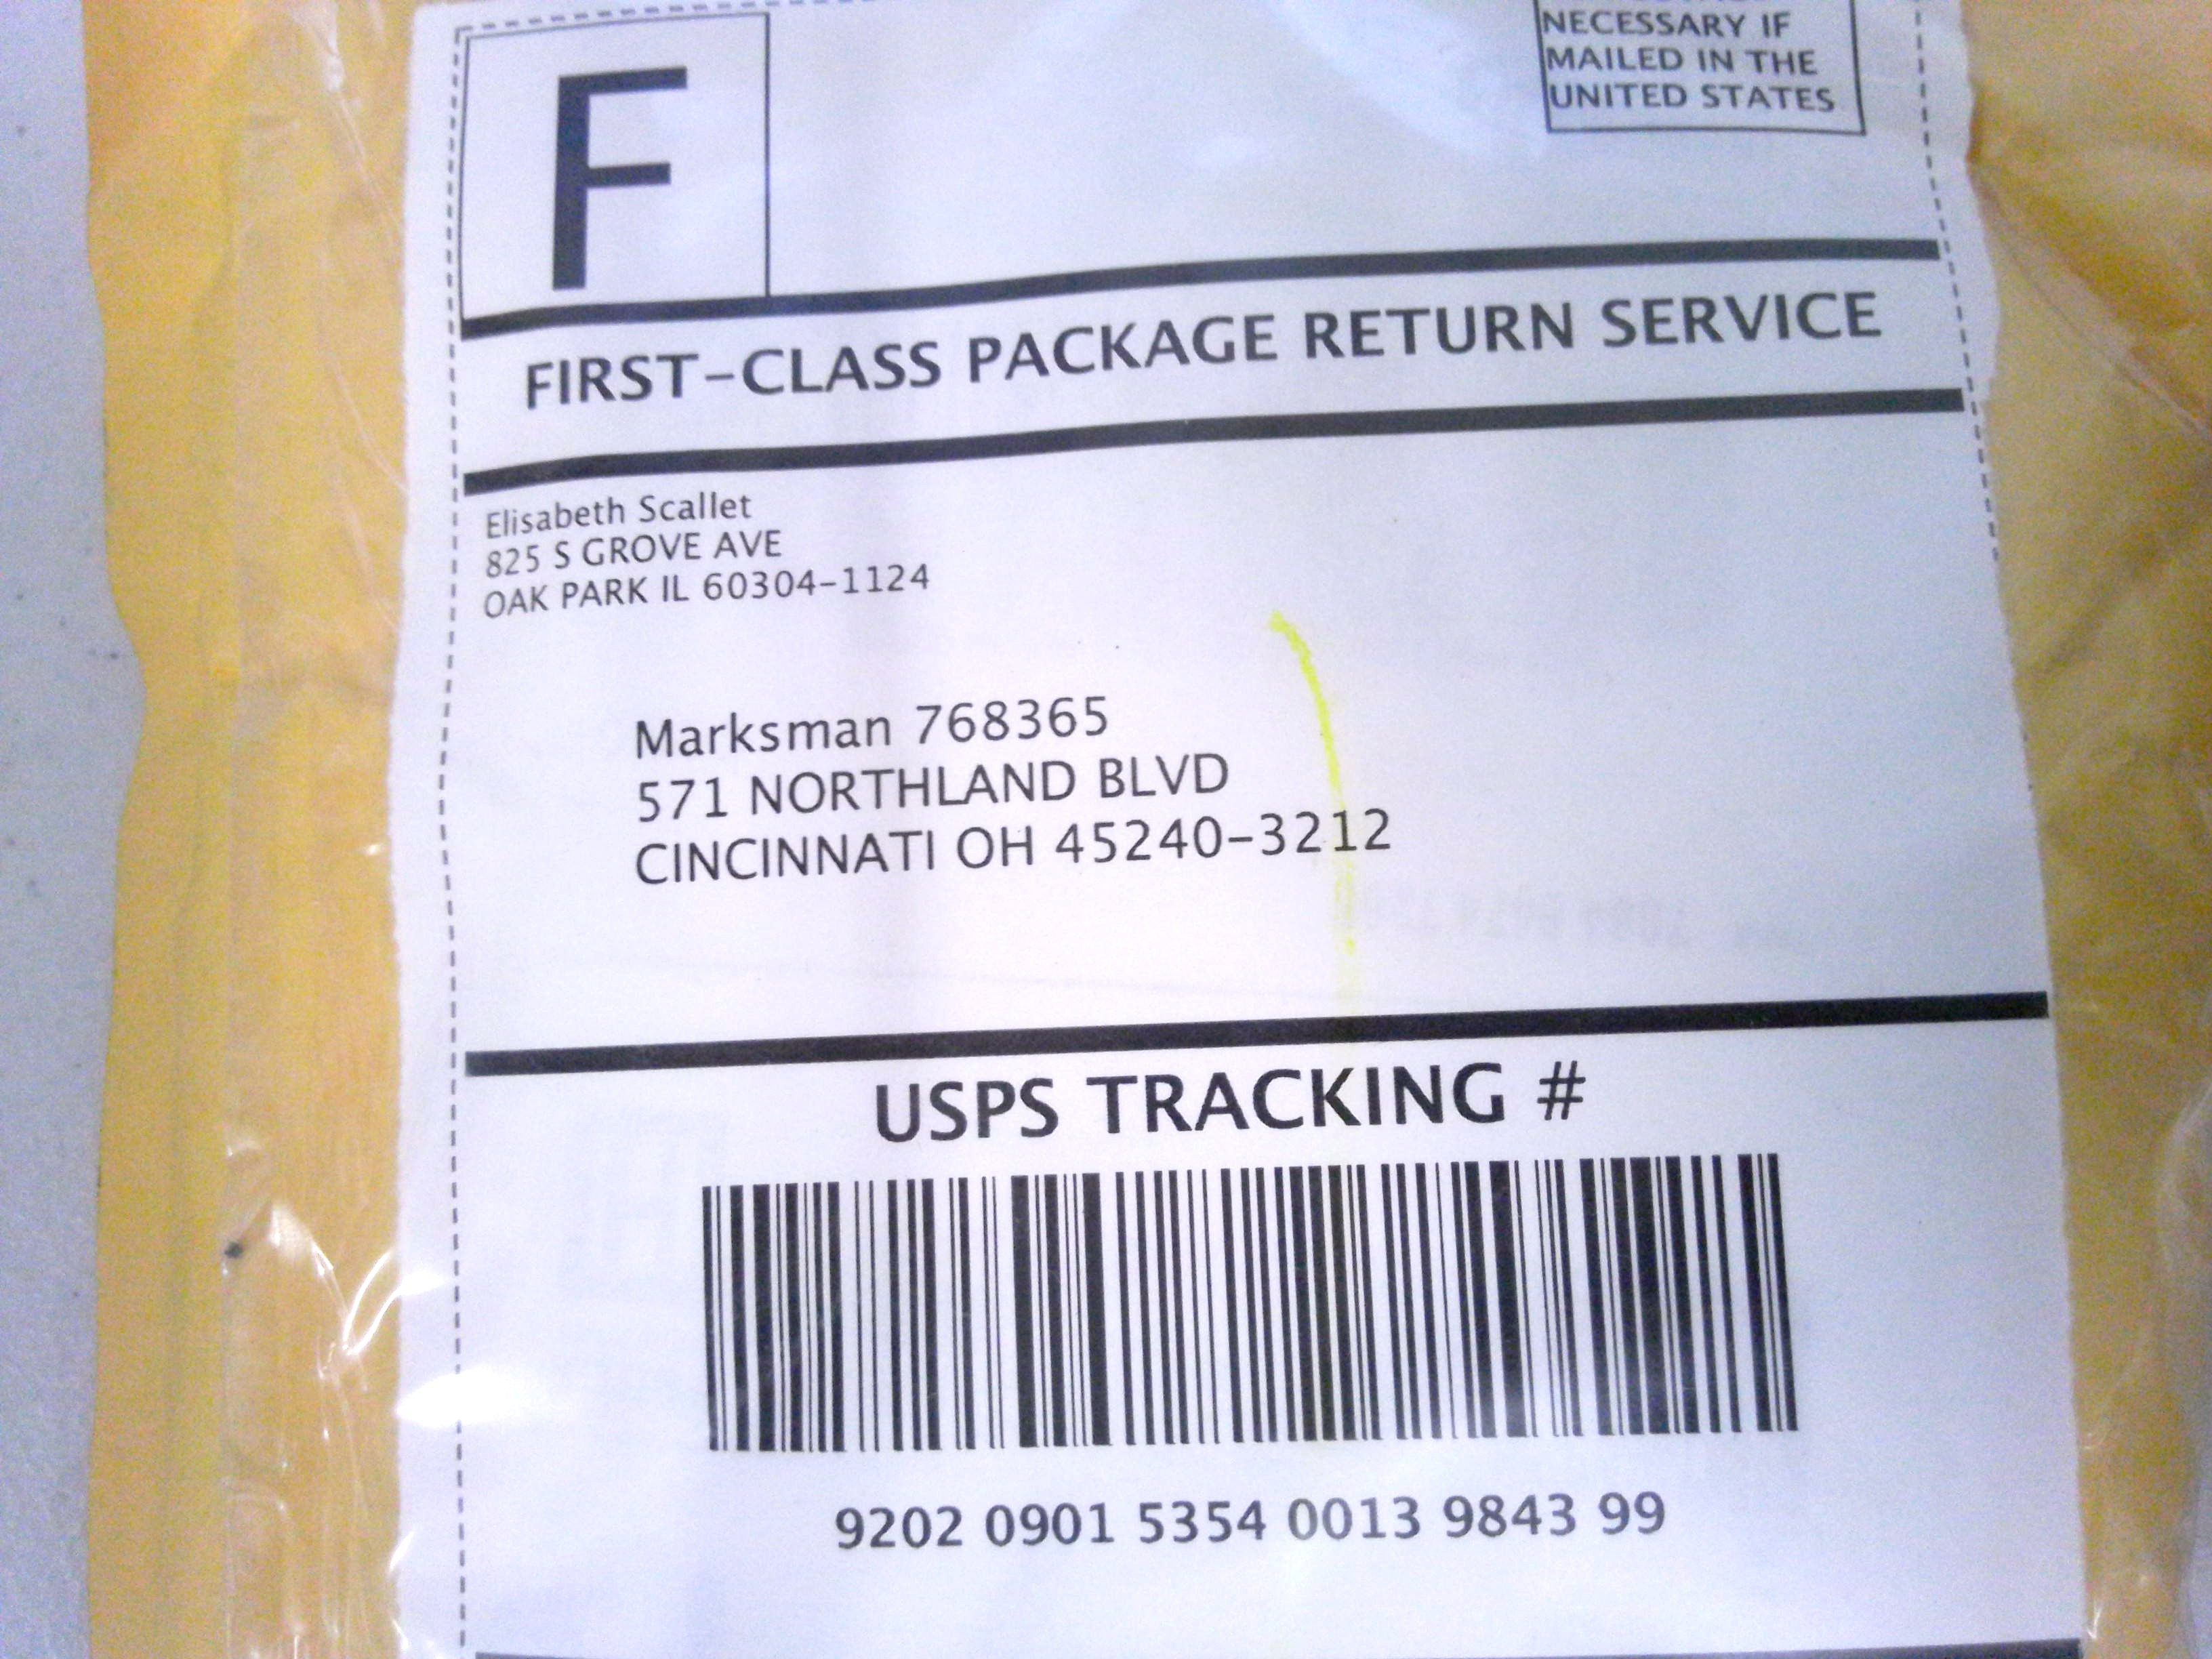 F
NECESSARY IF
MAILED IN THE
UNITED STATES
FIRST-CLASS PACKAGE RETURN SERVICE
Elisabeth Scallet
825 S GROVE AVE
OAK PARK IL 60304-1124
Marksman 768365
571 NORTHLAND BLVD
CINCINNATI OH 45240-3212
USPS TRACKING #
9202 0901 5354 0013 9843 99